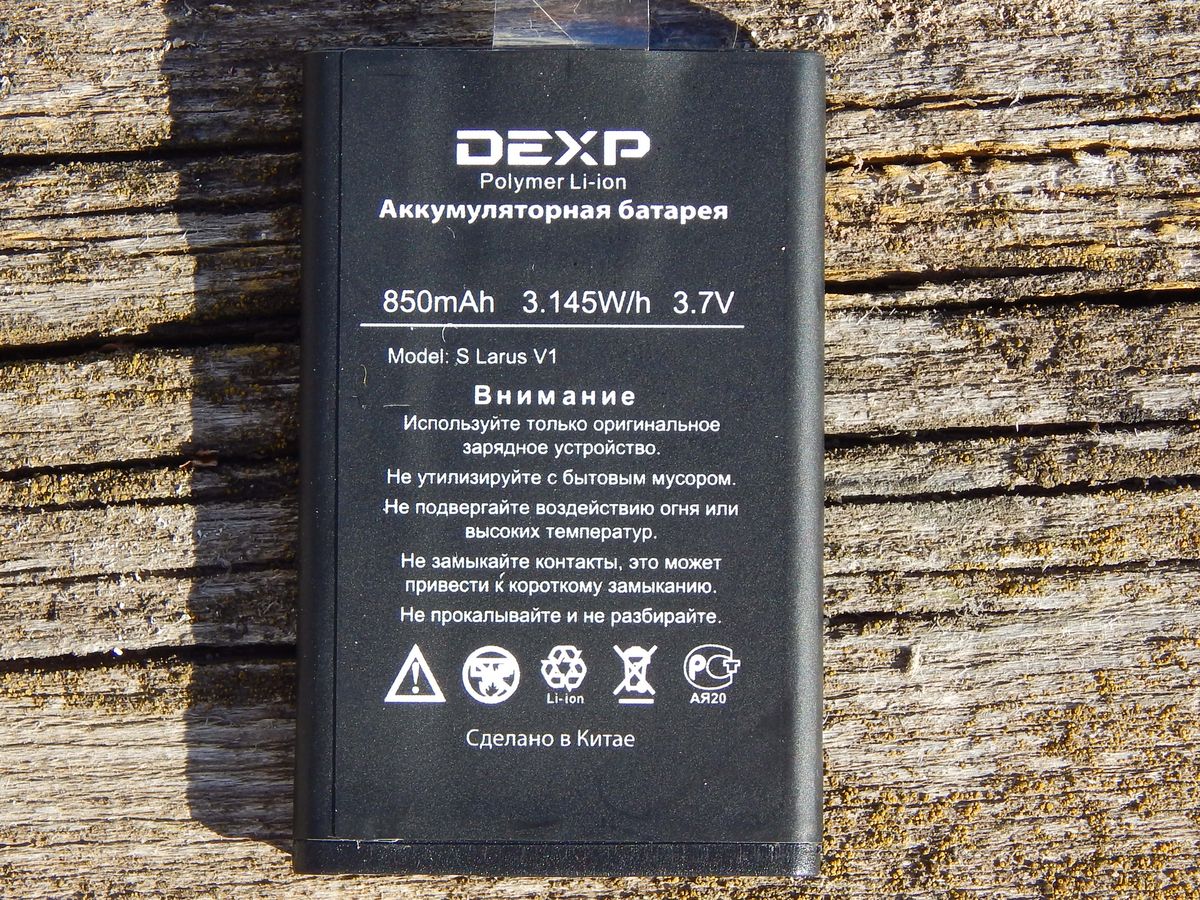 DEXP
Polymer Li-ion
Аккумуляторная батарея
850mAh 3.145W/h 3.7V
Model: S Larus V1
Внимание
Используйте только оригинальное
зарядное устройство.
Не утилизируйте с бытовым мусором.
Не подвергайте воздействию огня или
высоких температур.
Не замыкайте контакты, это может
привести к короткому замыканию.
Не прокалывайте и не разбирайте.
Li-ion
РСТ
АЯ20
Сделано в Китае